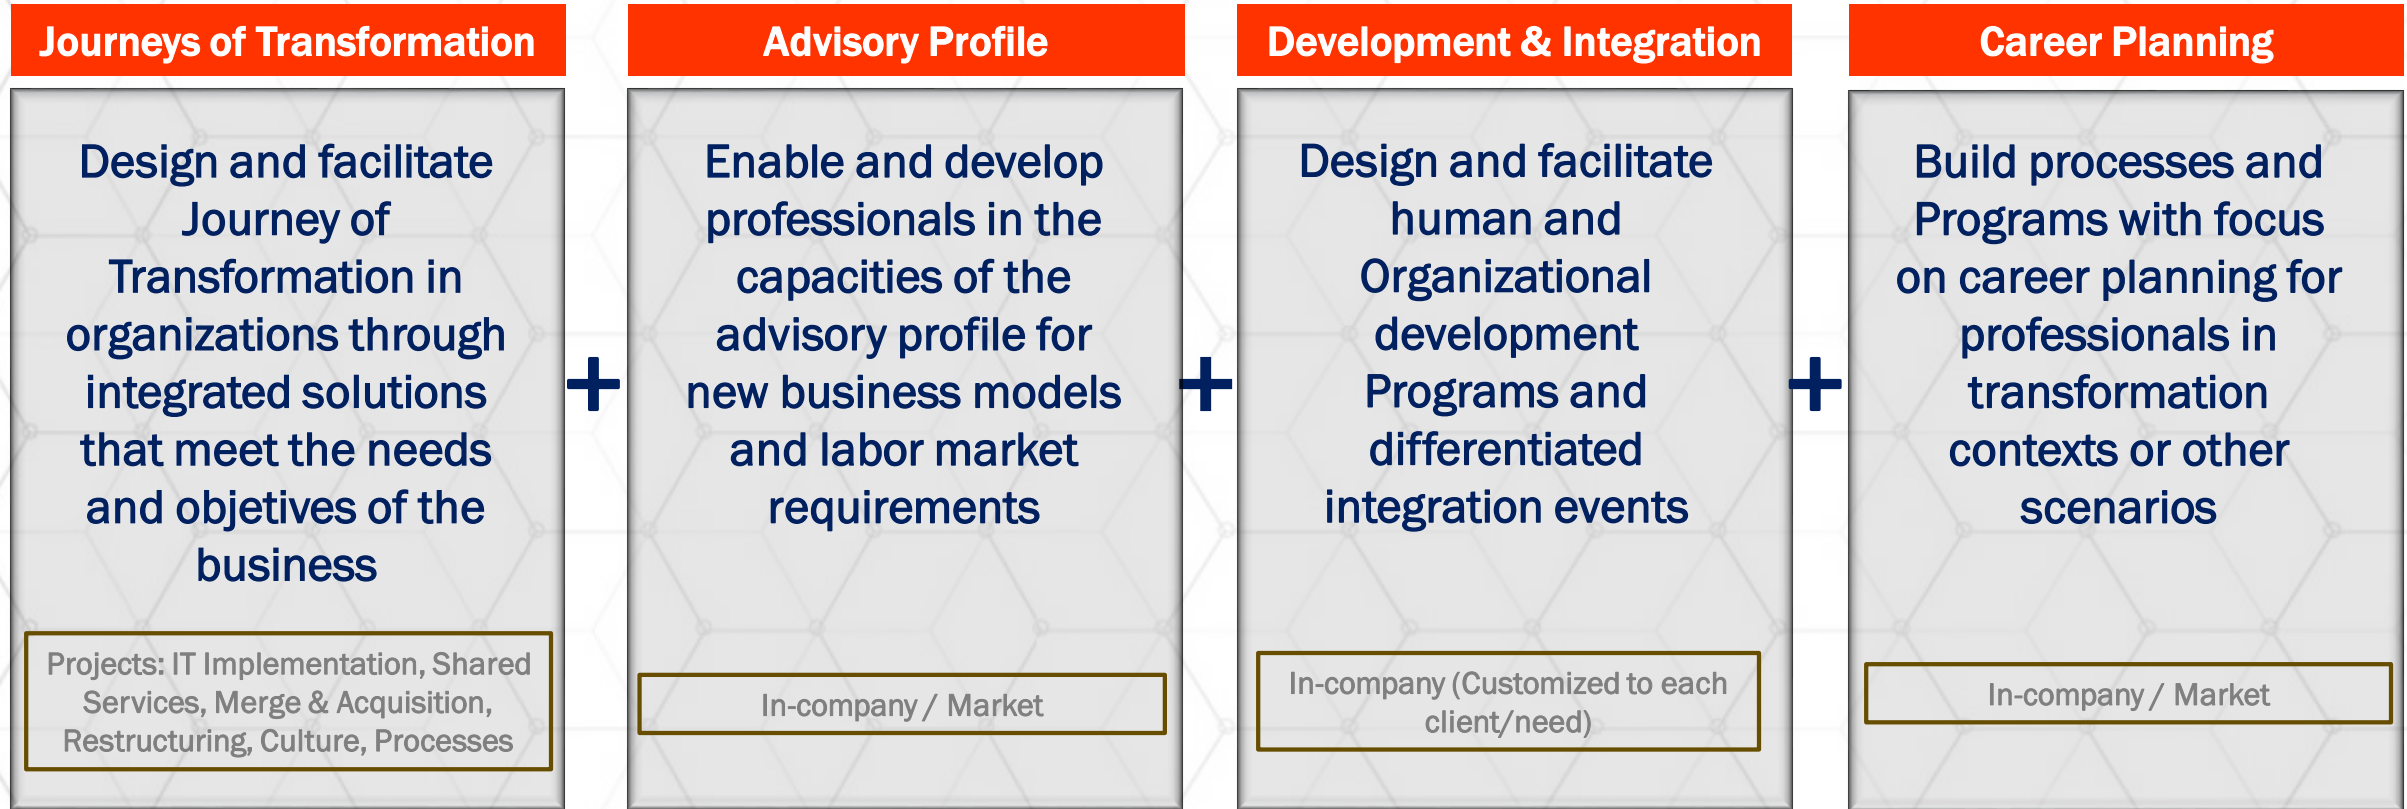 Journeys of Transformation
Design and facilitate
Journey of
Transformation in
organizations through
integrated solutions
that meet the needs
and objetives of the
business
Projects: IT Implementation, Shared
Services, Merge & Acquisition,
Restructuring, Culture, Processes
+
Advisory Profile
Enable and develop
professionals in the
capacities of the
advisory profile for
new business models
and labor market
requirements
In-company / Market
+
Development & Integration
Design and facilitate
human and
Organizational
development
Programs and
differentiated
integration events
In-company (Customized to each
client/need)
+
Career Planning
Build processes and
Programs with focus
on career planning for
professionals in
transformation
contexts or other
scenarios
In-company / Market